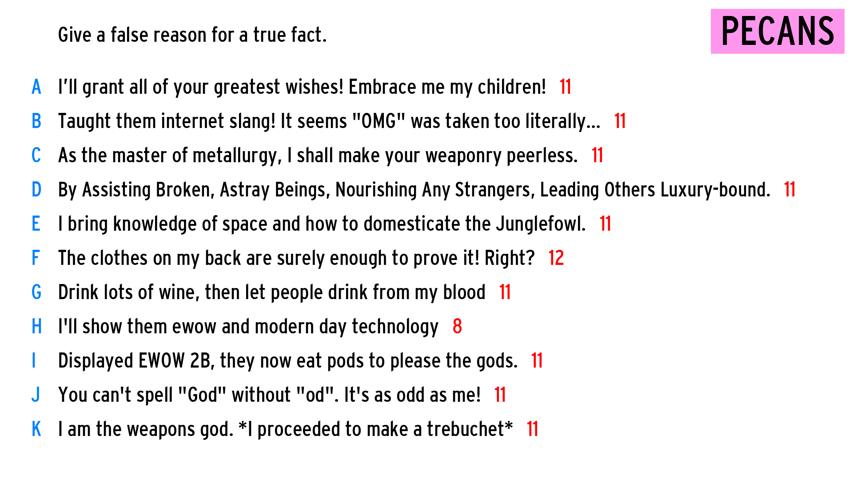 Give a false reason for a true fact.
PECANS
A I'll grant all of your greatest wishes! Embrace me my children! 11
B Taught them internet slang! It seems "OMG" was taken too literally... 11
C As the master of metallurgy, I shall make your weaponry peerless. 11
D By Assisting Broken, Astray Beings, Nourishing Any Strangers, Leading Others Luxury-bound. 11
E I bring knowledge of space and how to domesticate the Junglefowl. 11
F The clothes on my back are surely enough to prove it! Right? 12
G Drink lots of wine, then let people drink from my blood 11
H I'll show them ewow and modern day technology 8
I Displayed EWOW 2B, they now eat pods to please the gods. 11
J You can't spell "God" without "od". It's as odd as me! 11
K I am the weapons god. *I proceeded to make a trebuchet* 11